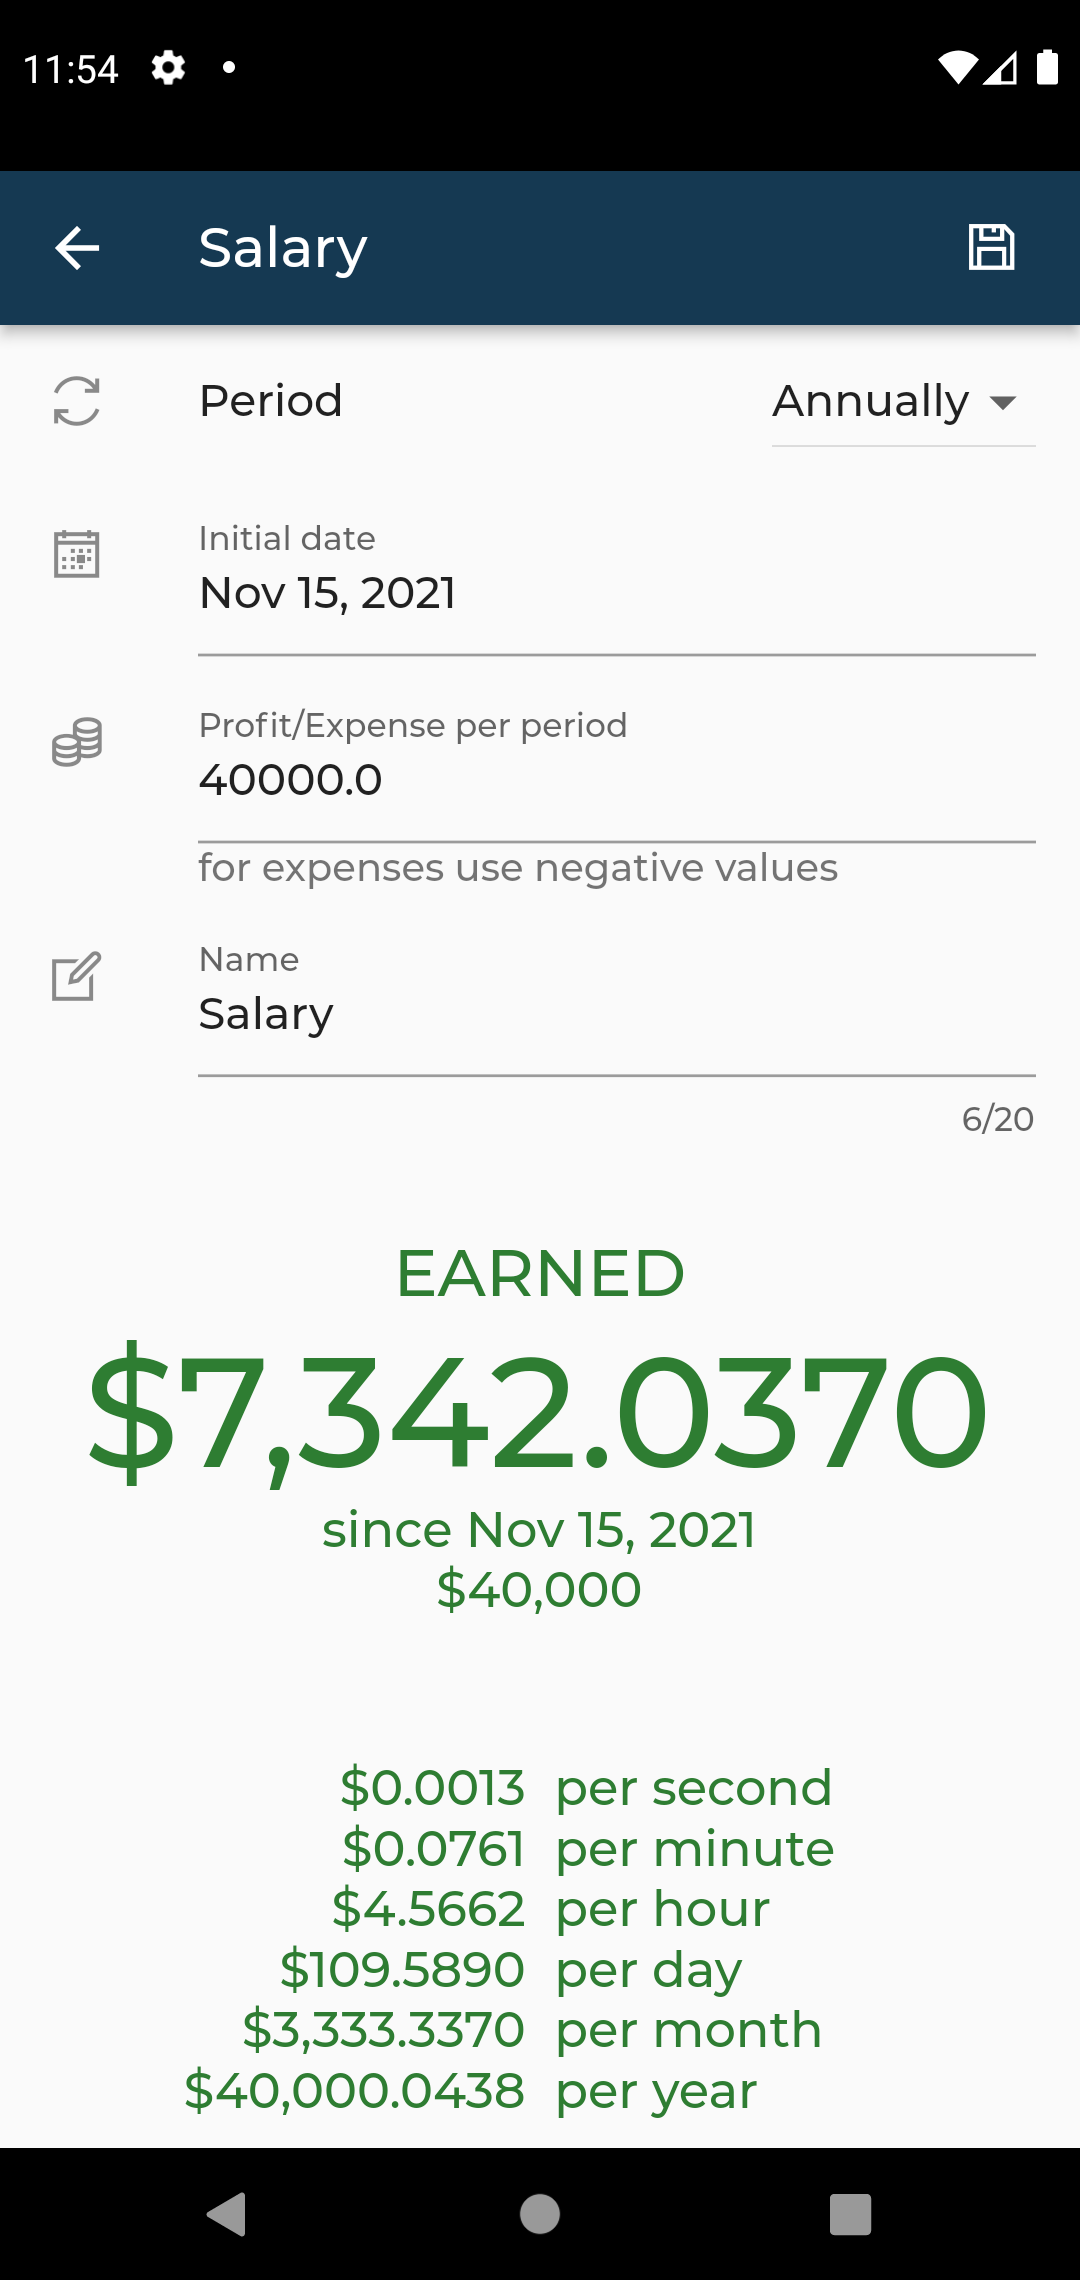 11:54
Salary
Period Annually
Initial date
Nov 15, 2021
Profit/Expense per period
40000.0
for expenses use negative values
Name
Salary
6/20
EARNED
$7,342.0370
since Nov 15, 2021
$40,000
$0.0013 per second
$0.0761 per minute
$4.5662 per hour
$109.5890 per day
$3,333.3370 per month
$40,000.0438 per year